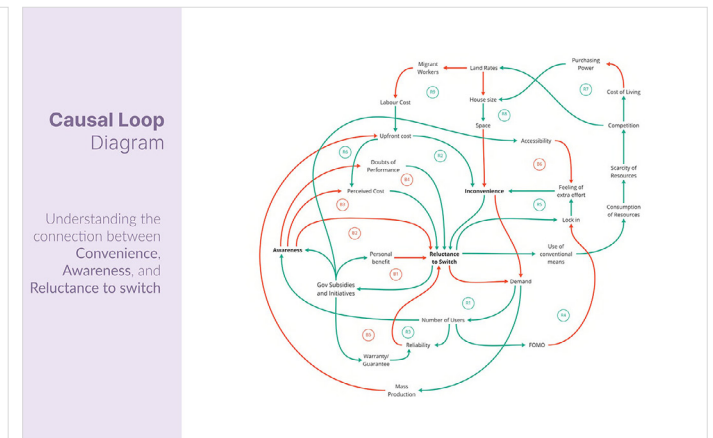 Causal Loop
Diagram
Understanding the
connection between
Convenience,
Awareness, and
Reluctance to switch
Migrant
Workers
Land Rates
Purchasing
Power
Cost of Living
Labour Cost
House size
Space
Competition
Upfront cost
Accessibility
Doubts of
Performance
Scarcity of
Resources
Perceived Cost
Inconvenience
Feeling of
extra effort
Consumption
of Resources
Lock in
Awareness
Personal
benefit
Reluctance
to Switch
Use of
conventional
means
Gov Subsidies
and Initiatives
Demand
Number of Users
Reliability
FOMO
Warranty/
Guarantee
Mass
Production
B2
B1